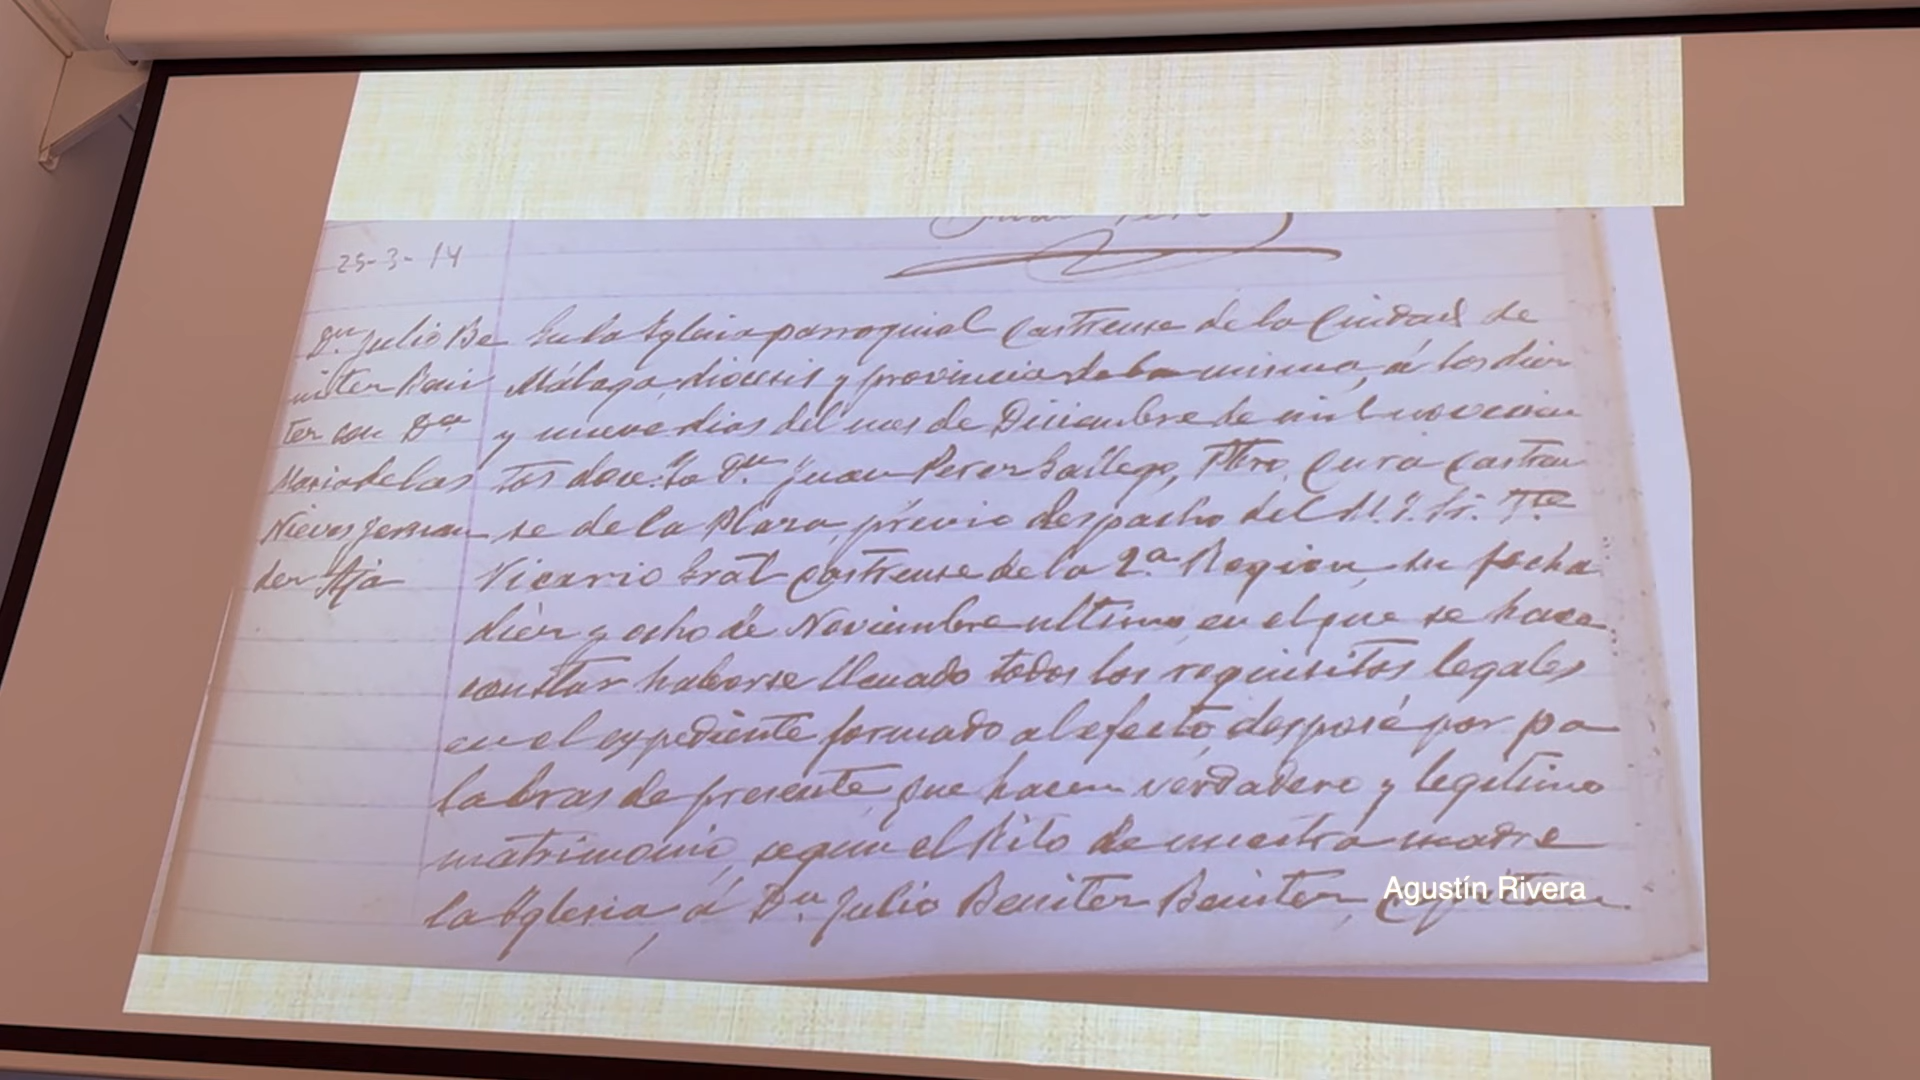 25-3-14
Dn. Julio Be
nitez Beni
tez con Da
Maria de las
Nieves Fernan
dez Aja
En la Yglesia parroquial Castrense de la Ciudad de
Málaga, diocesis y provincia de la misma, á los diez
y nueve dias del mes de Diciembre de mil novecien
tos doce: Yo Dn. Juan Perez Gallego, Pbro. Cura Castren
se de la Plaza, prévio despacho del M. Y. Sr. Tte
Vicario Gral Castrense de la 2a Region, su fecha
diez y ocho de Noviembre ultimo, en el que se hace
constar haberse llenado todos los requisitos legales
en el expediente formado al efecto, desposé por pa
labras de presente que hacen verdadero y legitimo
matrimonio, segun el Rito de nuestra madre
la Yglesia, á Dn. Julio Benitez Benitez, Capitan
Agustín Rivera